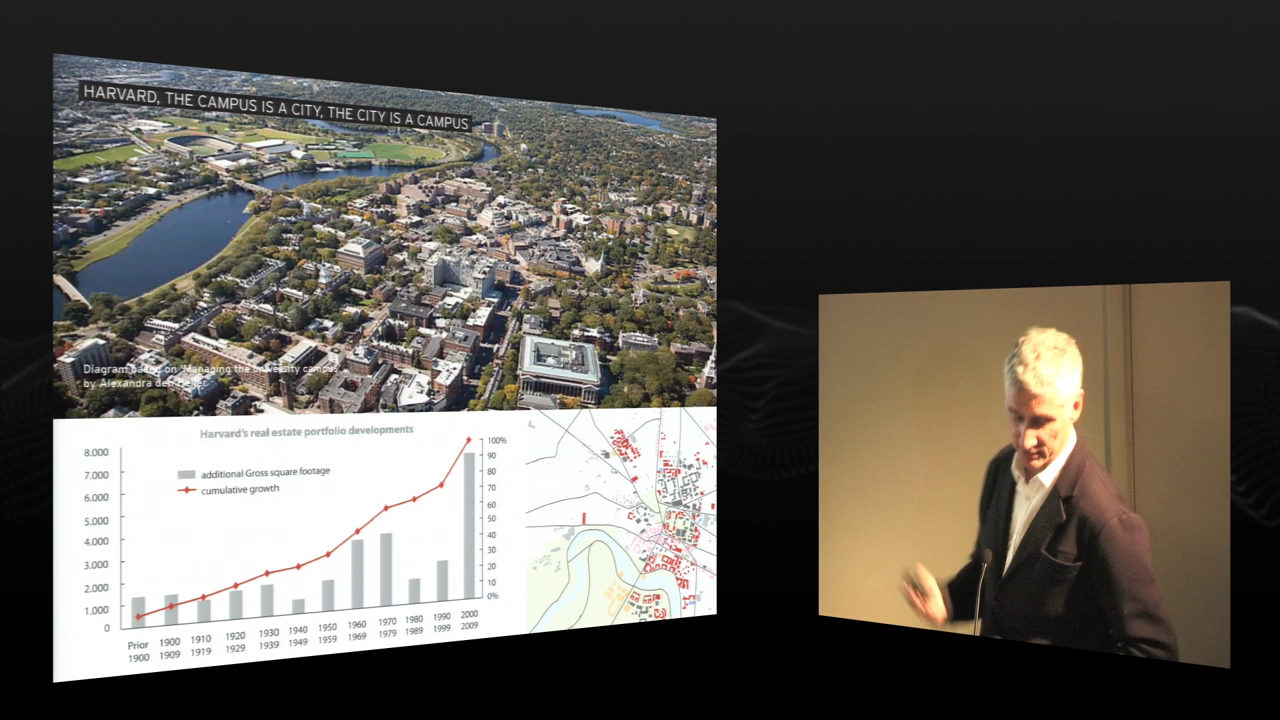 HARVARD, THE CAMPUS IS A CITY, THE CITY IS A CAMPUS
Diagram based on 'Managing the university campus'
by Alexandra den Heijer
Harvard's real estate portfolio developments
8.000
7.000
6.000
5.000
4.000
3.000
2.000
1.000
0
additional Gross square footage
cumulative growth
100%
90
80
70
60
50
40
30
20
10
0%
Prior 1900 1910 1920 1930 1940 1950 1960 1970 1980 1990 2000
1900 1909 1919 1929 1939 1949 1959 1969 1979 1989 1999 2009